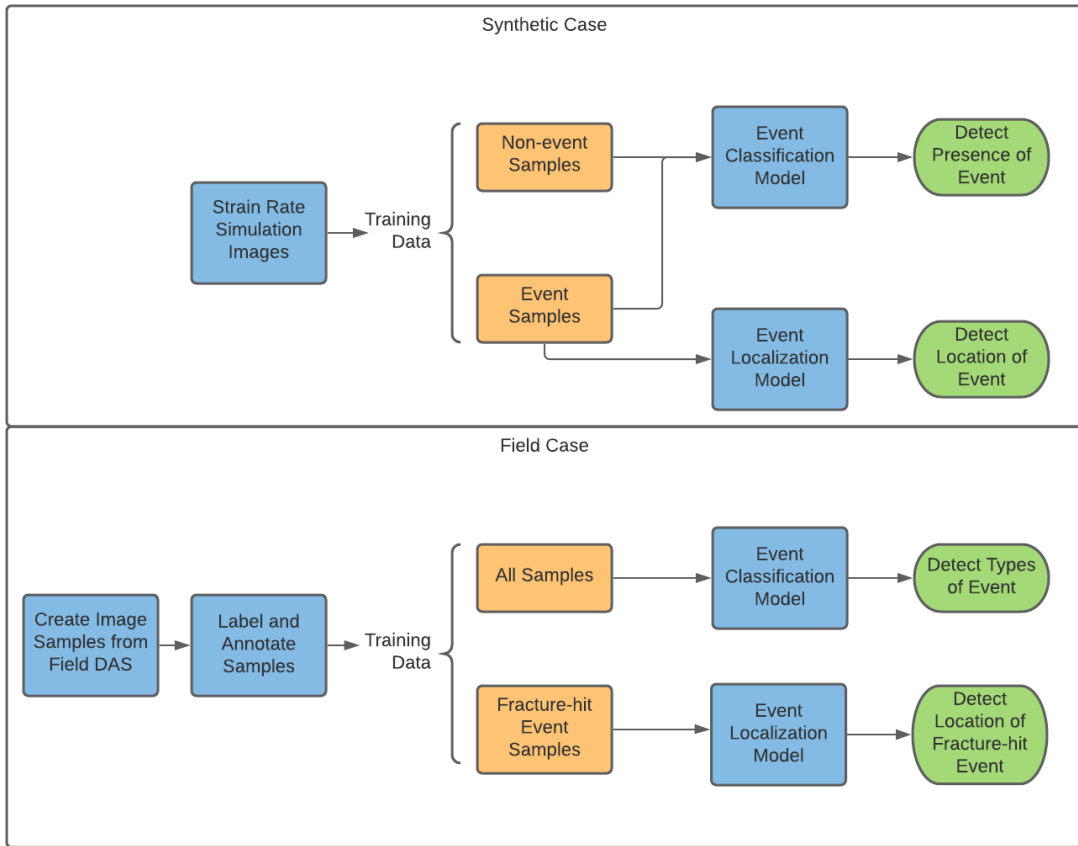 Synthetic Case
Strain Rate
Simulation
Images
Training
Data
Non-event
Samples
Event
Samples
Event
Classification
Model
Detect
Presence of
Event
Event
Localization
Model
Detect
Location of
Event
Field Case
Create Image
Samples from
Field DAS
Label and
Annotate
Samples
Training
Data
All Samples
Event
Classification
Model
Detect Types
of Event
Fracture-hit
Event
Samples
Event
Localization
Model
Detect
Location of
Fracture-hit
Event